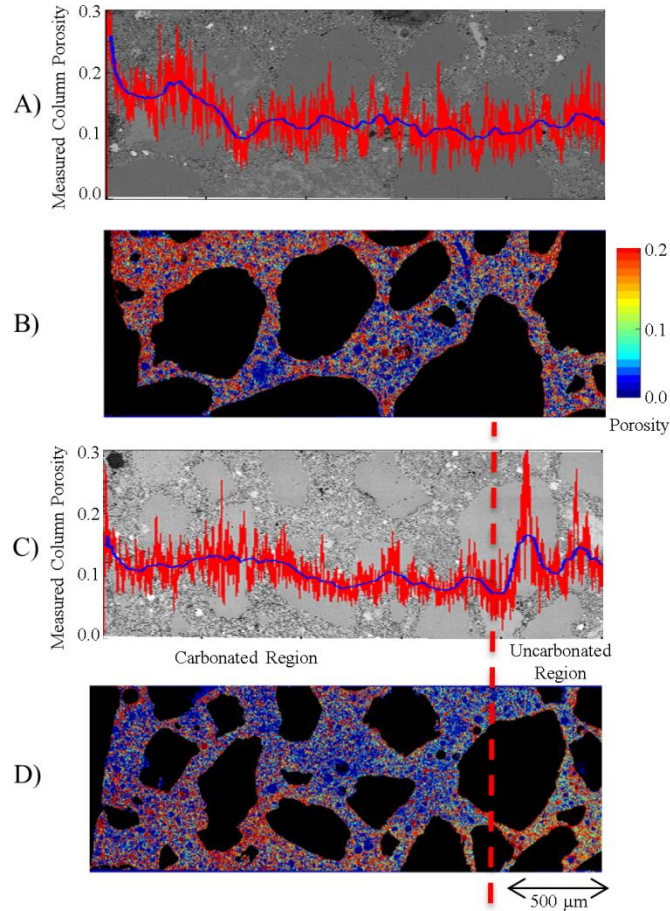 A)
Measured Column Porosity
0.3
0.2
0.1
0.0
B)
0.2
0.1
0.0
Porosity
C)
Measured Column Porosity
0.3
0.2
0.1
0.0
Carbonated Region
Uncarbonated
Region
D)
500 µm